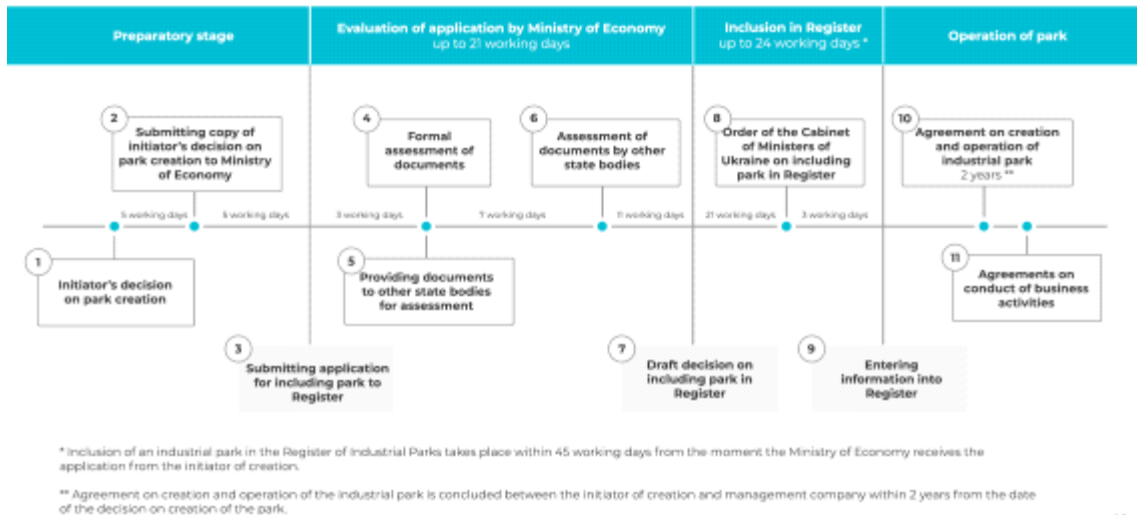 Preparatory stage
Evaluation of application by Ministry of Economy
up to 21 working days
Inclusion in Register
up to 24 working days *
Operation of park
2
Submitting copy of
initiator's decision on
park creation to Ministry
of Economy
4
Formal
assessment of
documents
6
Assessment of
documents by other
state bodies
8
Order of the Cabinet
of Ministers of
Ukraine on including
park in Register
10
Agreement on creation
and operation of
industrial park
2 years **
5 working days
5 working days
3 working days
7 working days
11 working days
21 working days
3 working days
1
Initiator's decision
on park creation
5
Providing documents
to other state bodies
for assessment
11
Agreements on
conduct of business
activities
3
Submitting application
for including park to
Register
7
Draft decision on
including park in
Register
9
Entering
information into
Register
* Inclusion of an industrial park in the Register of Industrial Parks takes place within 45 working days from the moment the Ministry of Economy receives the
application from the initiator of creation.
** Agreement on creation and operation of the industrial park is concluded between the initiator of creation and management company within 2 years from the date
of the decision on creation of the park.